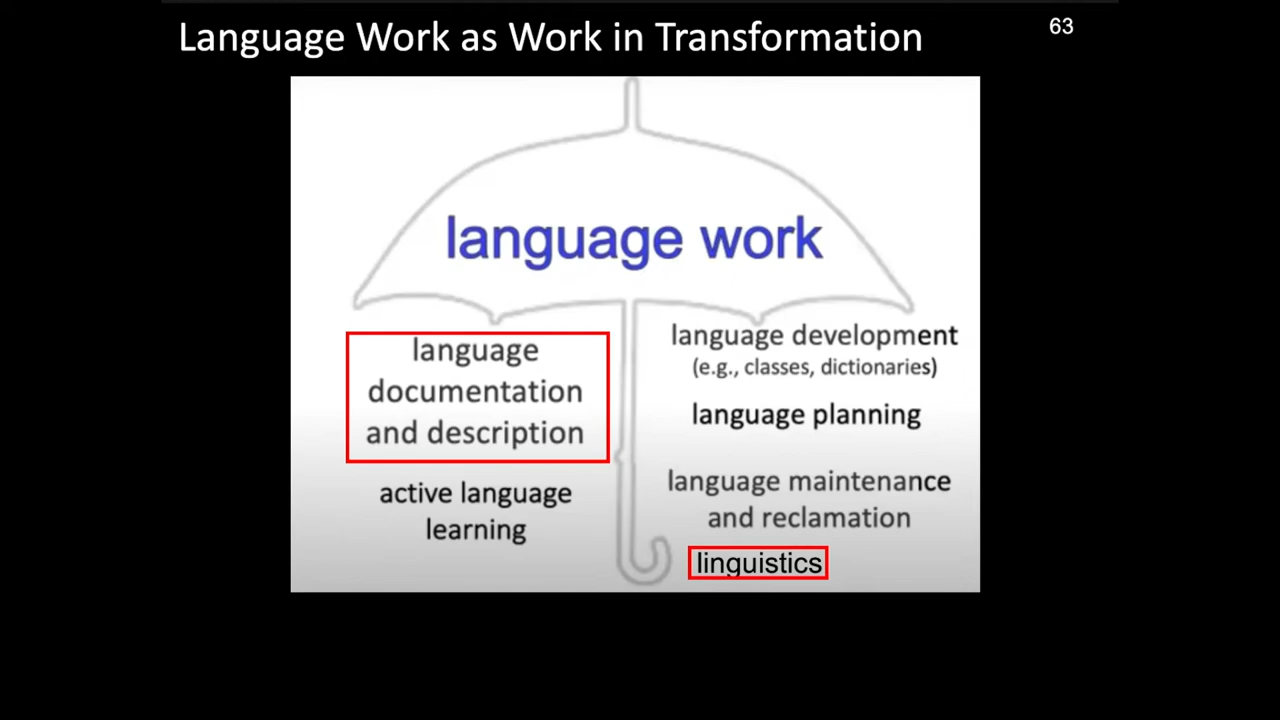 Language Work as Work in Transformation
63
language work
language
documentation
and description
active language
learning
language development
(e.g., classes, dictionaries)
language planning
language maintenance
and reclamation
linguistics